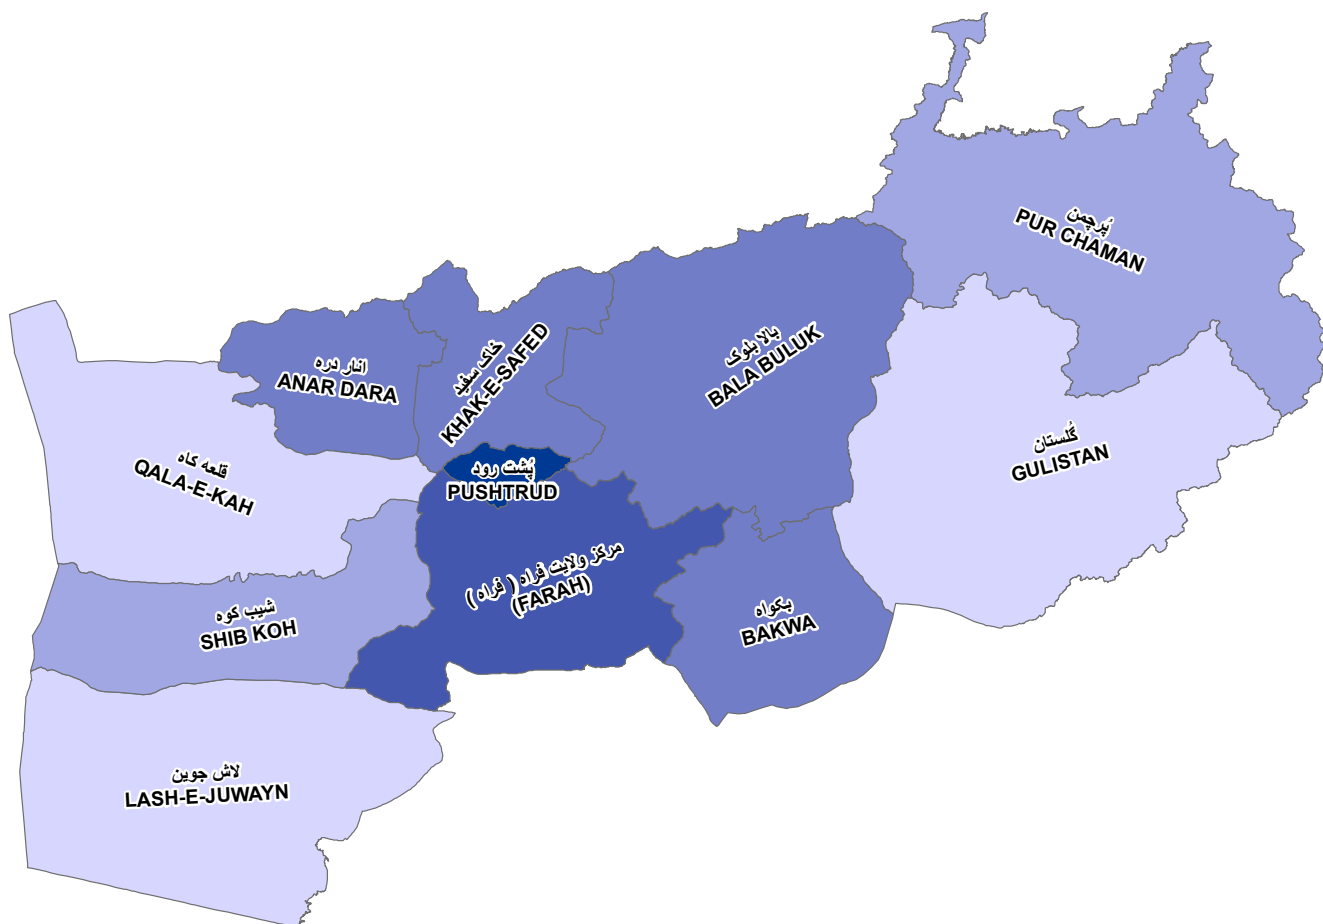 پُرچمن
PUR CHAMAN
بالا بلوک
BALA BULUK
خاک سفید
KHAK-E-SAFED
انار دره
ANAR DARA
گُلستان
GULISTAN
قلعه کاه
QALA-E-KAH
پُشت رود
PUSHTRUD
مرکز ولایت فراه ( فراه )
(FARAH)
بکواه
BAKWA
شیب کوه
SHIB KOH
لاش جوین
LASH-E-JUWAYN